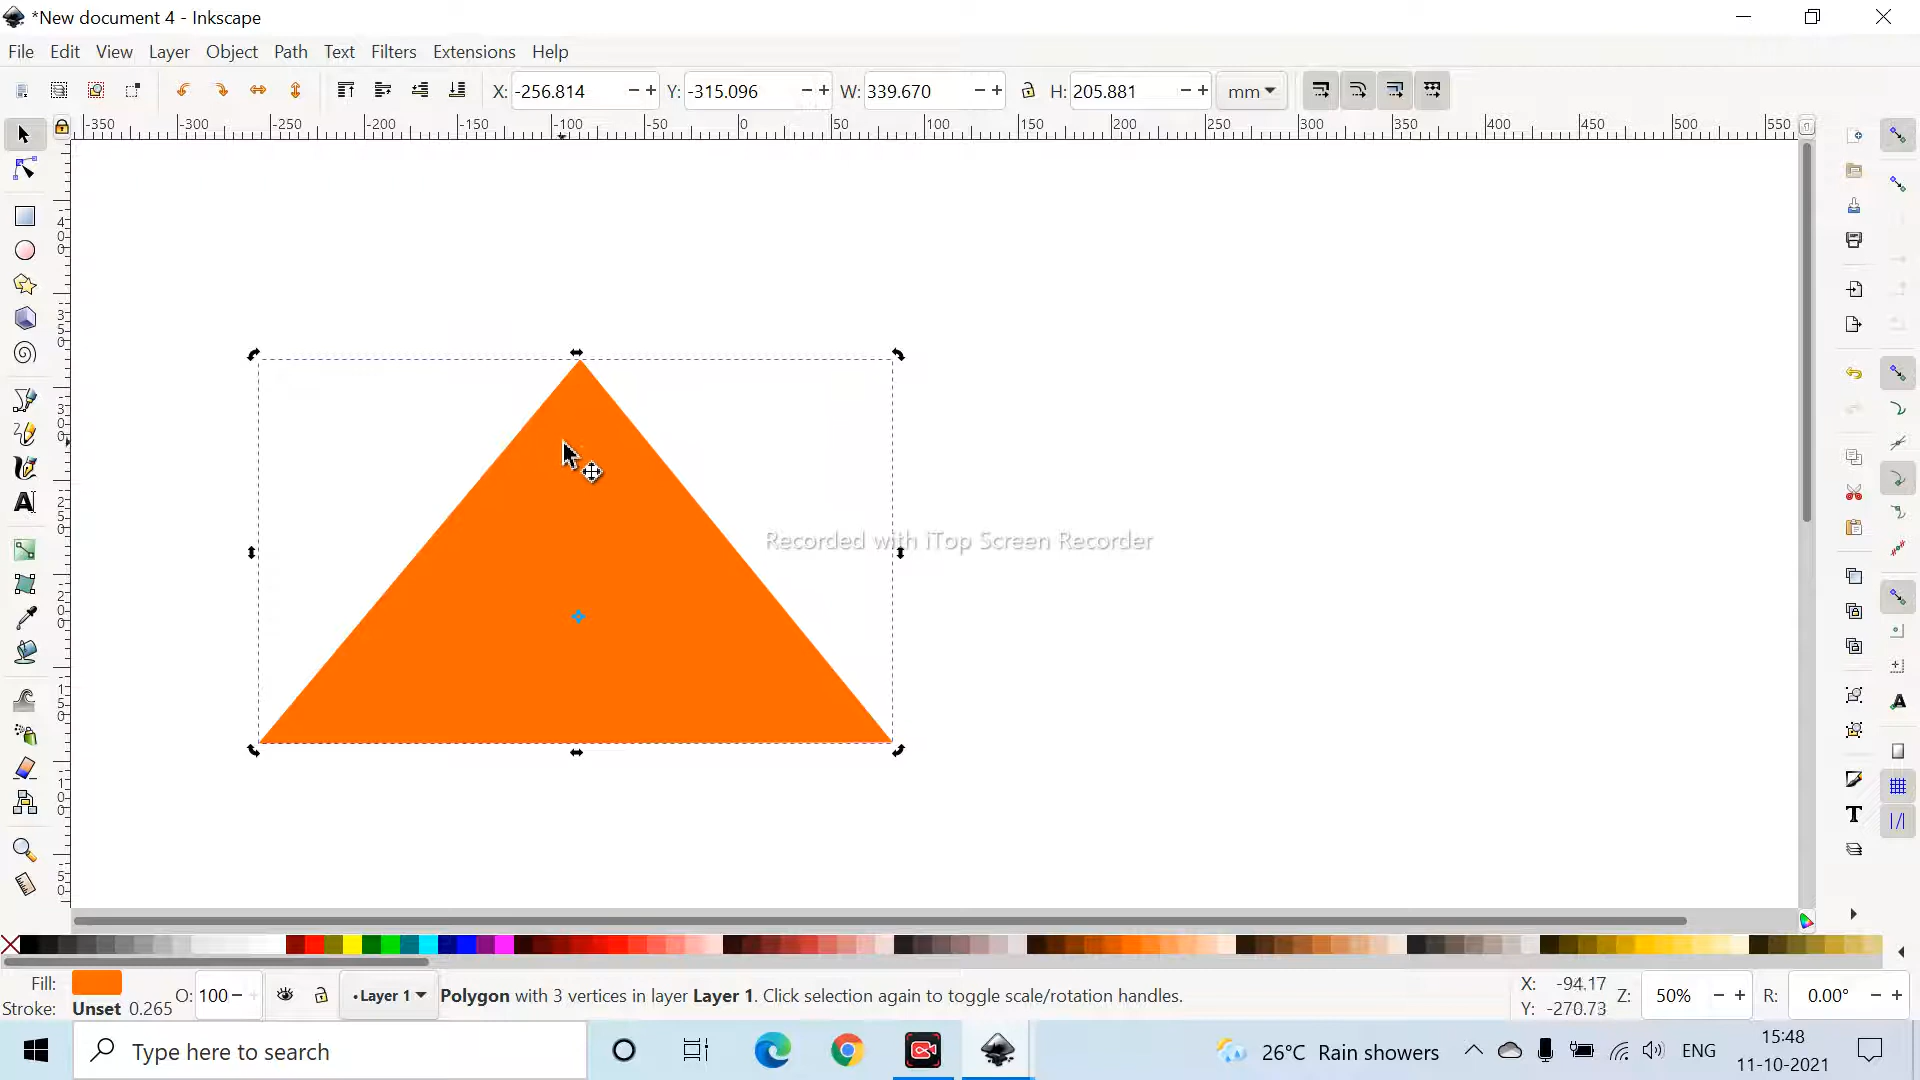 *New document 4 - Inkscape
File Edit View Layer Object Path Text Filters Extensions Help
X: -256.814 Y: -315.096 W: 339.670 H: 205.881 mm
-350 -300 -250 -200 -150 -100 -50 0 50 100 150 200 250 300 350 400 450 500 550
Recorded with iTop Screen Recorder
Fill:
Stroke: Unset 0.265 O: 100 •Layer 1 Polygon with 3 vertices in layer Layer 1. Click selection again to toggle scale/rotation handles.
X: -94.17
Y: -270.73
Z: 50% R: 0.00°
Type here to search
26°C Rain showers
ENG
15:48
11-10-2021